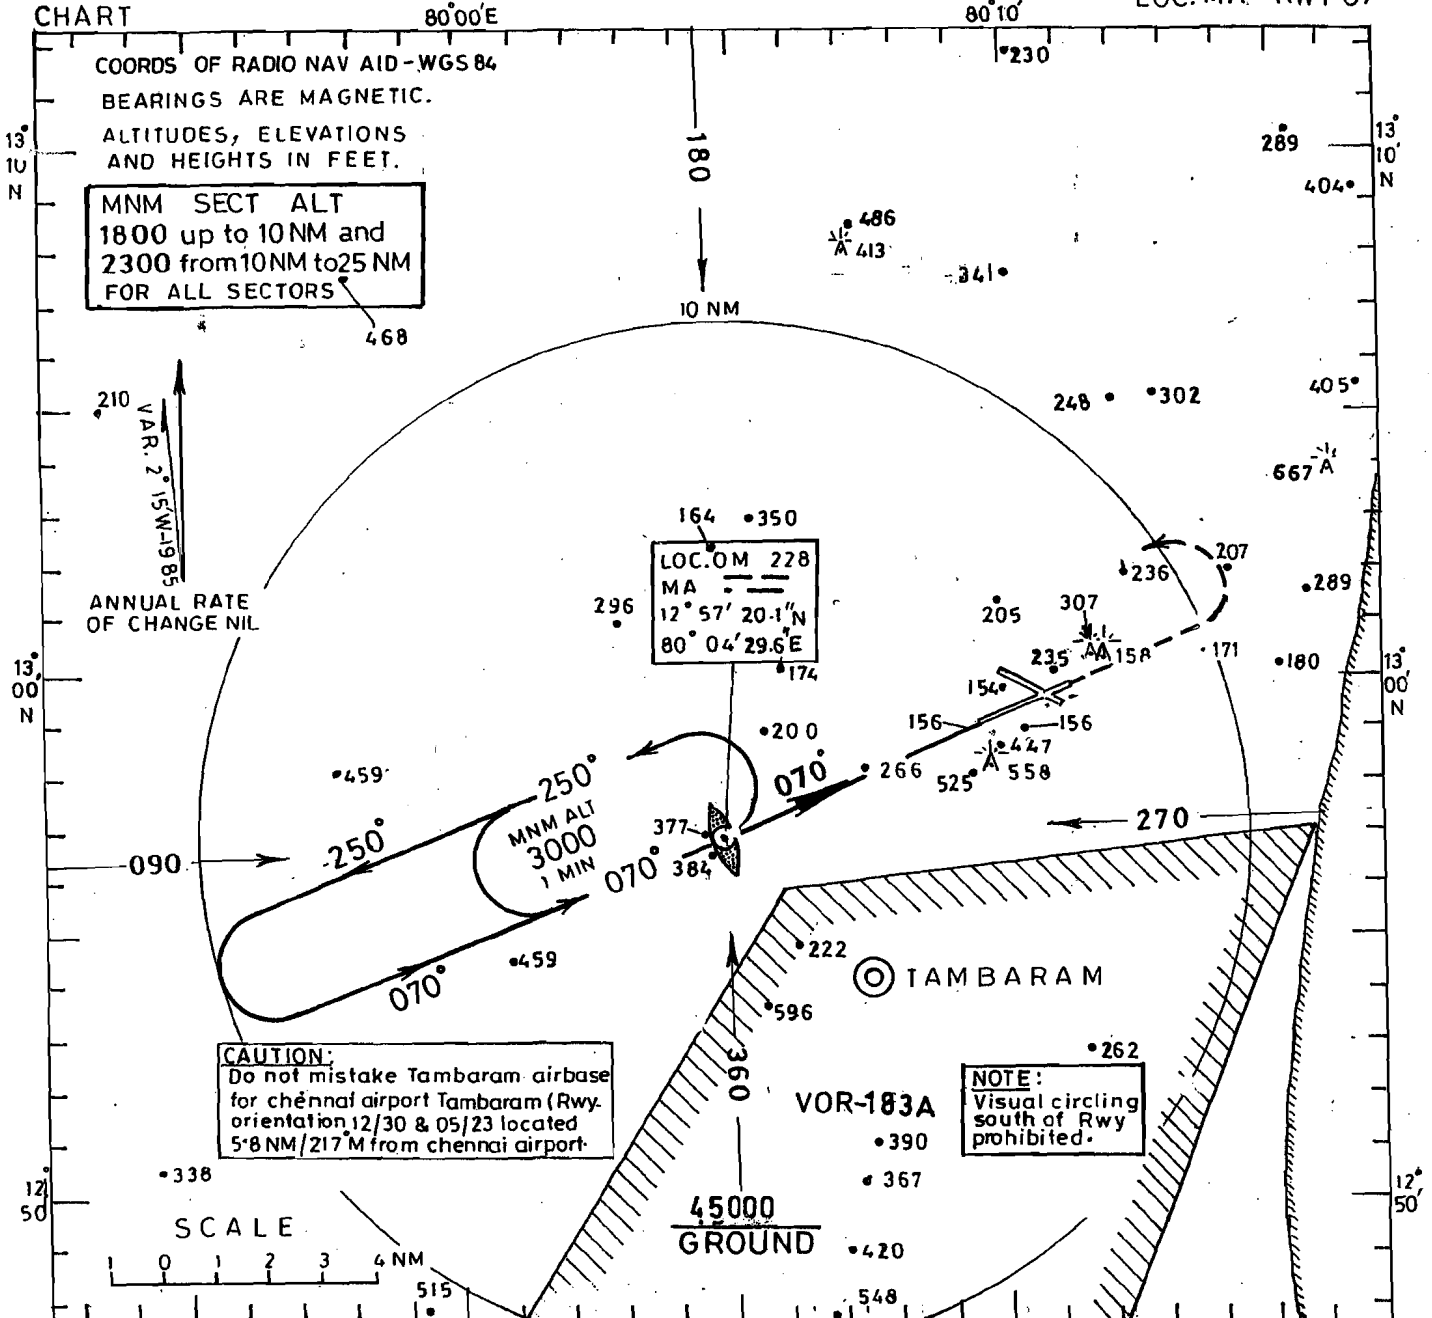 CHART
80°00'E
80°10'
COORDS OF RADIO NAV AID-WGS 84
BEARINGS ARE MAGNETIC.
ALTITUDES, ELEVATIONS
AND HEIGHTS IN FEET.
230
13°
10'
N
289
13°
10'
N
404
MNM SECT ALT
1800 up to 10 NM and
2300 from 10 NM to 25 NM
FOR ALL SECTORS
468
180
486
413
341
10 NM
210
VAR. 2° 15'W-1985
ANNUAL RATE
OF CHANGE NIL
248
302
405
667
164
350
LOC.OM 228
MA
12° 57' 20.1"N
80° 04' 29.6"E
174
296
207
236
289
205
307
235
158
171
180
154
156
156
447
558
525
266
200
13°
00'
N
13°
00'
N
459
250°
250°
MNM ALT
3000
1 MIN
070°
070°
070°
377
384
459
090
270
222
TAMBARAM
596
262
360
CAUTION:
Do not mistake Tambaram airbase
for chennai airport Tambaram (Rwy-
orientation 12/30 & 05/23 located
5.8 NM/217°M from chennai airport.
NOTE:
Visual circling
south of Rwy
prohibited.
VOR-183A
390
367
338
12°
50'
12°
50'
SCALE
1 0 1 2 3 4 NM
45000
GROUND
420
515
548